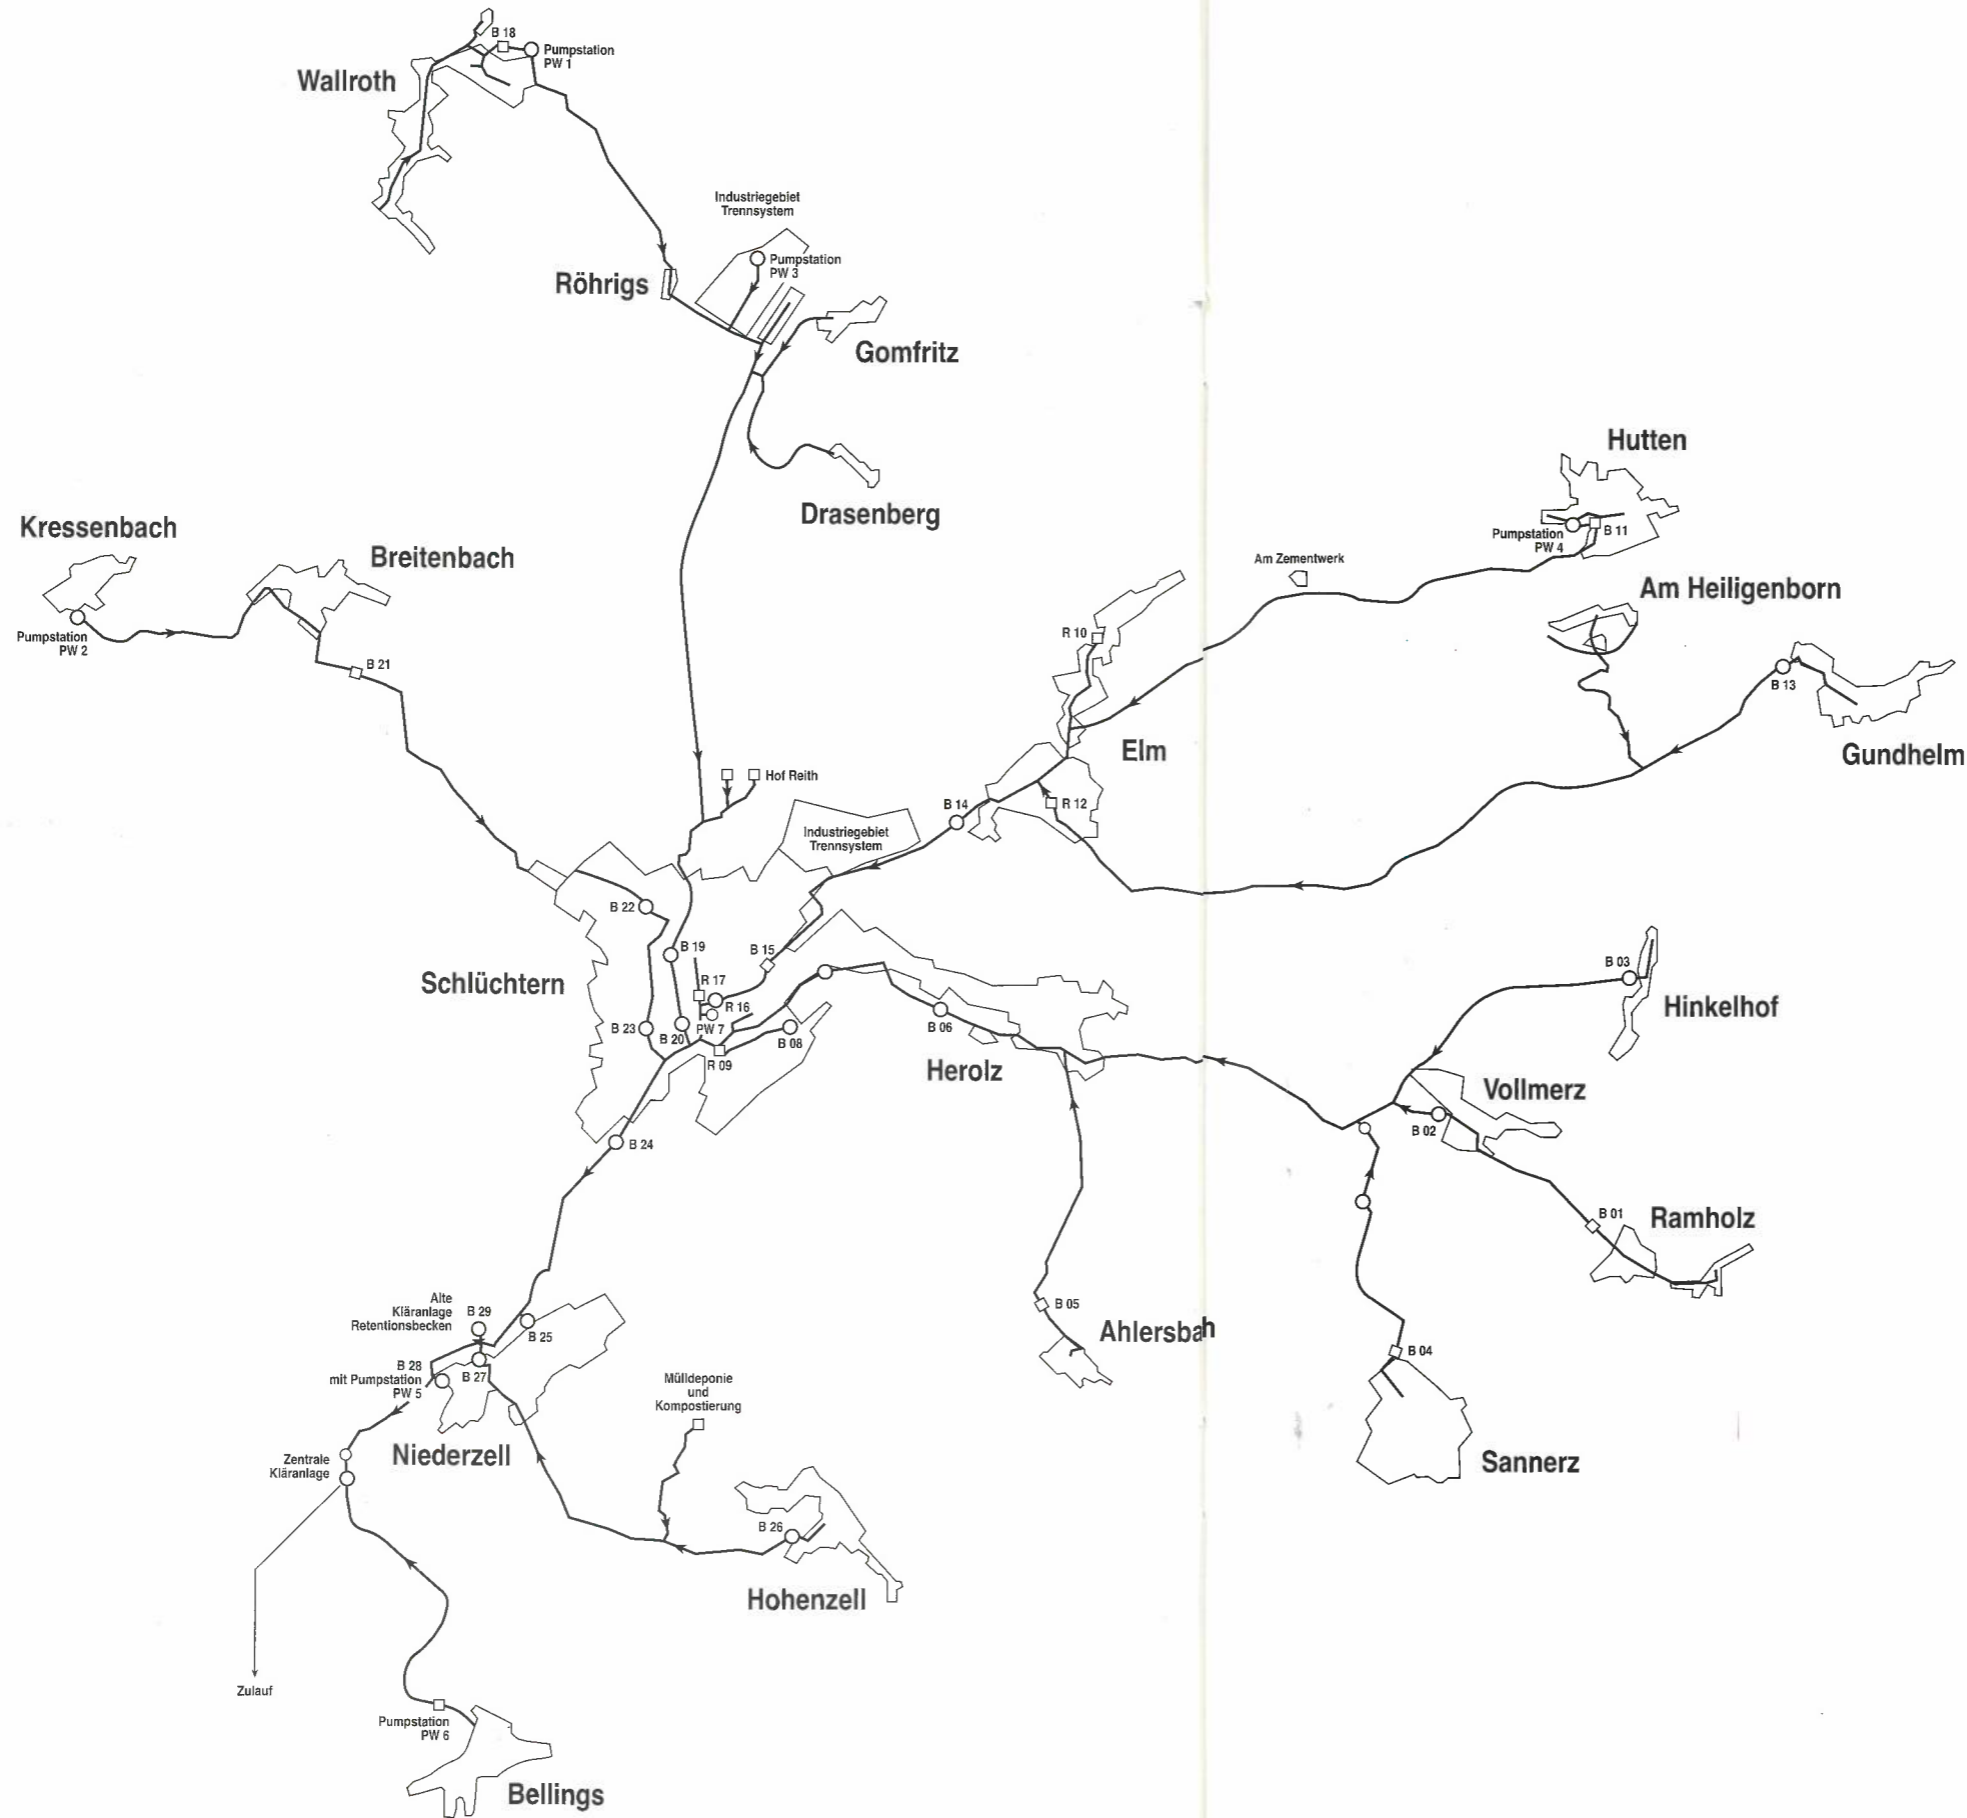 B 18
Pumpstation
PW 1
Wallroth
Industriegebiet
Trennsystem
Pumpstation
PW 3
Röhrigs
Gomfritz
Drasenberg
Hutten
Pumpstation
PW 4
B 11
Kressenbach
Breitenbach
Am Zementwerk
Am Heiligenborn
Pumpstation
PW 2
B 21
R 10
B 13
Elm
Gundhelm
Hof Reith
B 14
R 12
Industriegebiet
Trennsystem
B 22
B 19
B 15
B 03
Schlüchtern
R 17
R 16
Hinkelhof
B 23
B 20
PW 7
B 08
B 06
R 09
Herolz
Vollmerz
B 02
B 24
B 01
Ramholz
Alte
Kläranlage
Retentionsbecken
B 29
B 25
B 05
Ahlersbah
B 28
mit Pumpstation
PW 5
B 27
B 04
Mülldeponie
und
Kompostierung
Zentrale
Kläranlage
Niederzell
Sannerz
B 26
Hohenzell
Zulauf
Pumpstation
PW 6
Bellings